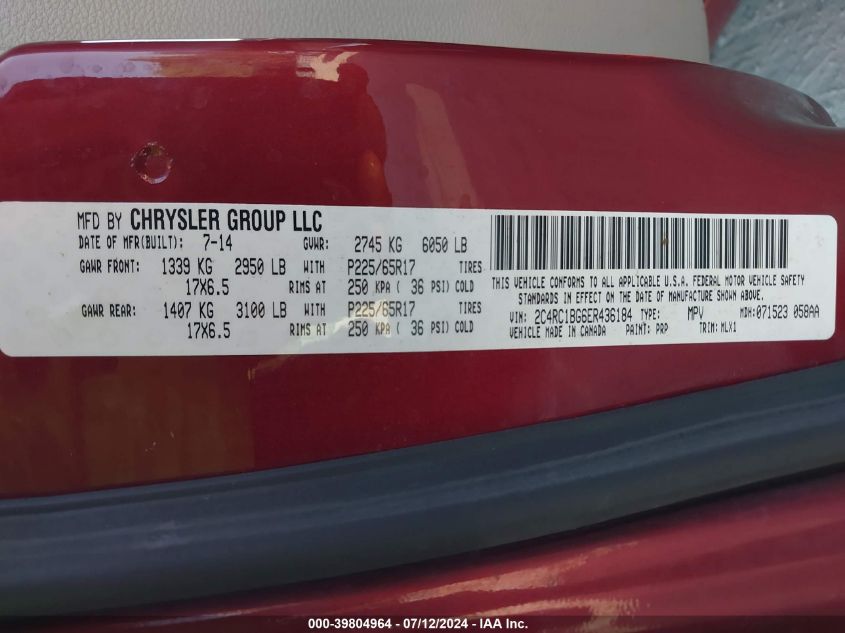 MFD BY CHRYSLER GROUP LLC
DATE OF MFR(BUILT): 7-14 GVWR: 2745 KG 6050 LB
GAWR FRONT: 1339 KG 2950 LB WITH P225/65R17 TIRES
17X6.5 RIMS AT 250 KPA ( 36 PSI) COLD
GAWR REAR: 1407 KG 3100 LB WITH P225/65R17 TIRES
17X6.5 RIMS AT 250 KPA ( 36 PSI) COLD
THIS VEHICLE CONFORMS TO ALL APPLICABLE U.S.A. FEDERAL MOTOR VEHICLE SAFETY
STANDARDS IN EFFECT ON THE DATE OF MANUFACTURE SHOWN ABOVE.
VIN: 2C4RC1BG6ER436184 TYPE: MPV MDH: 071523 058AA
VEHICLE MADE IN CANADA PAINT: PRP TRIM: MLX1
000-39804964 - 07/12/2024 - IAA Inc.